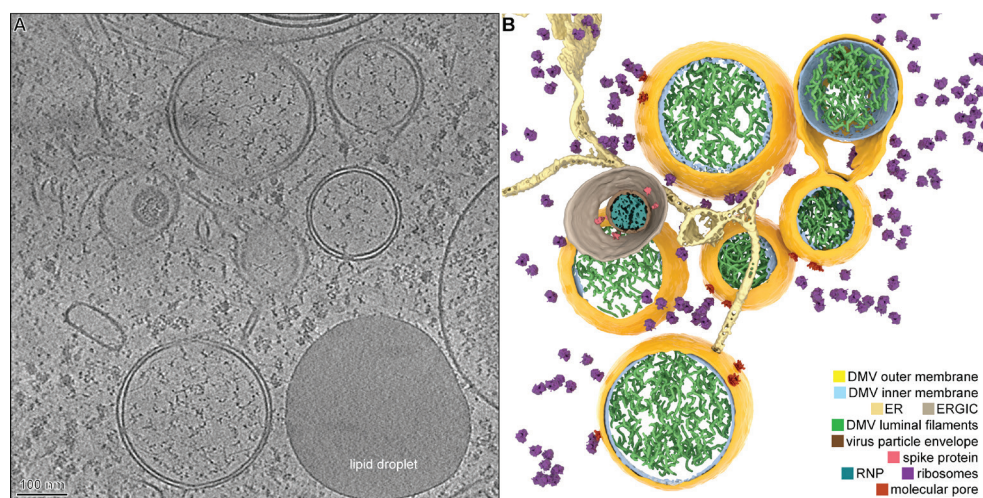 A
B
lipid droplet
100 nm
DMV outer membrane
DMV inner membrane
ER ERGIC
DMV luminal filaments
virus particle envelope
spike protein
RNP ribosomes
molecular pore